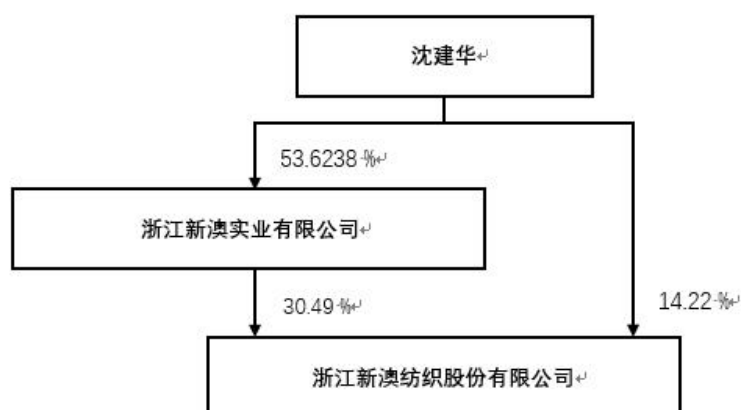 沈建华
53.6238%
浙江新澳实业有限公司
30.49%
14.22%
浙江新澳纺织股份有限公司